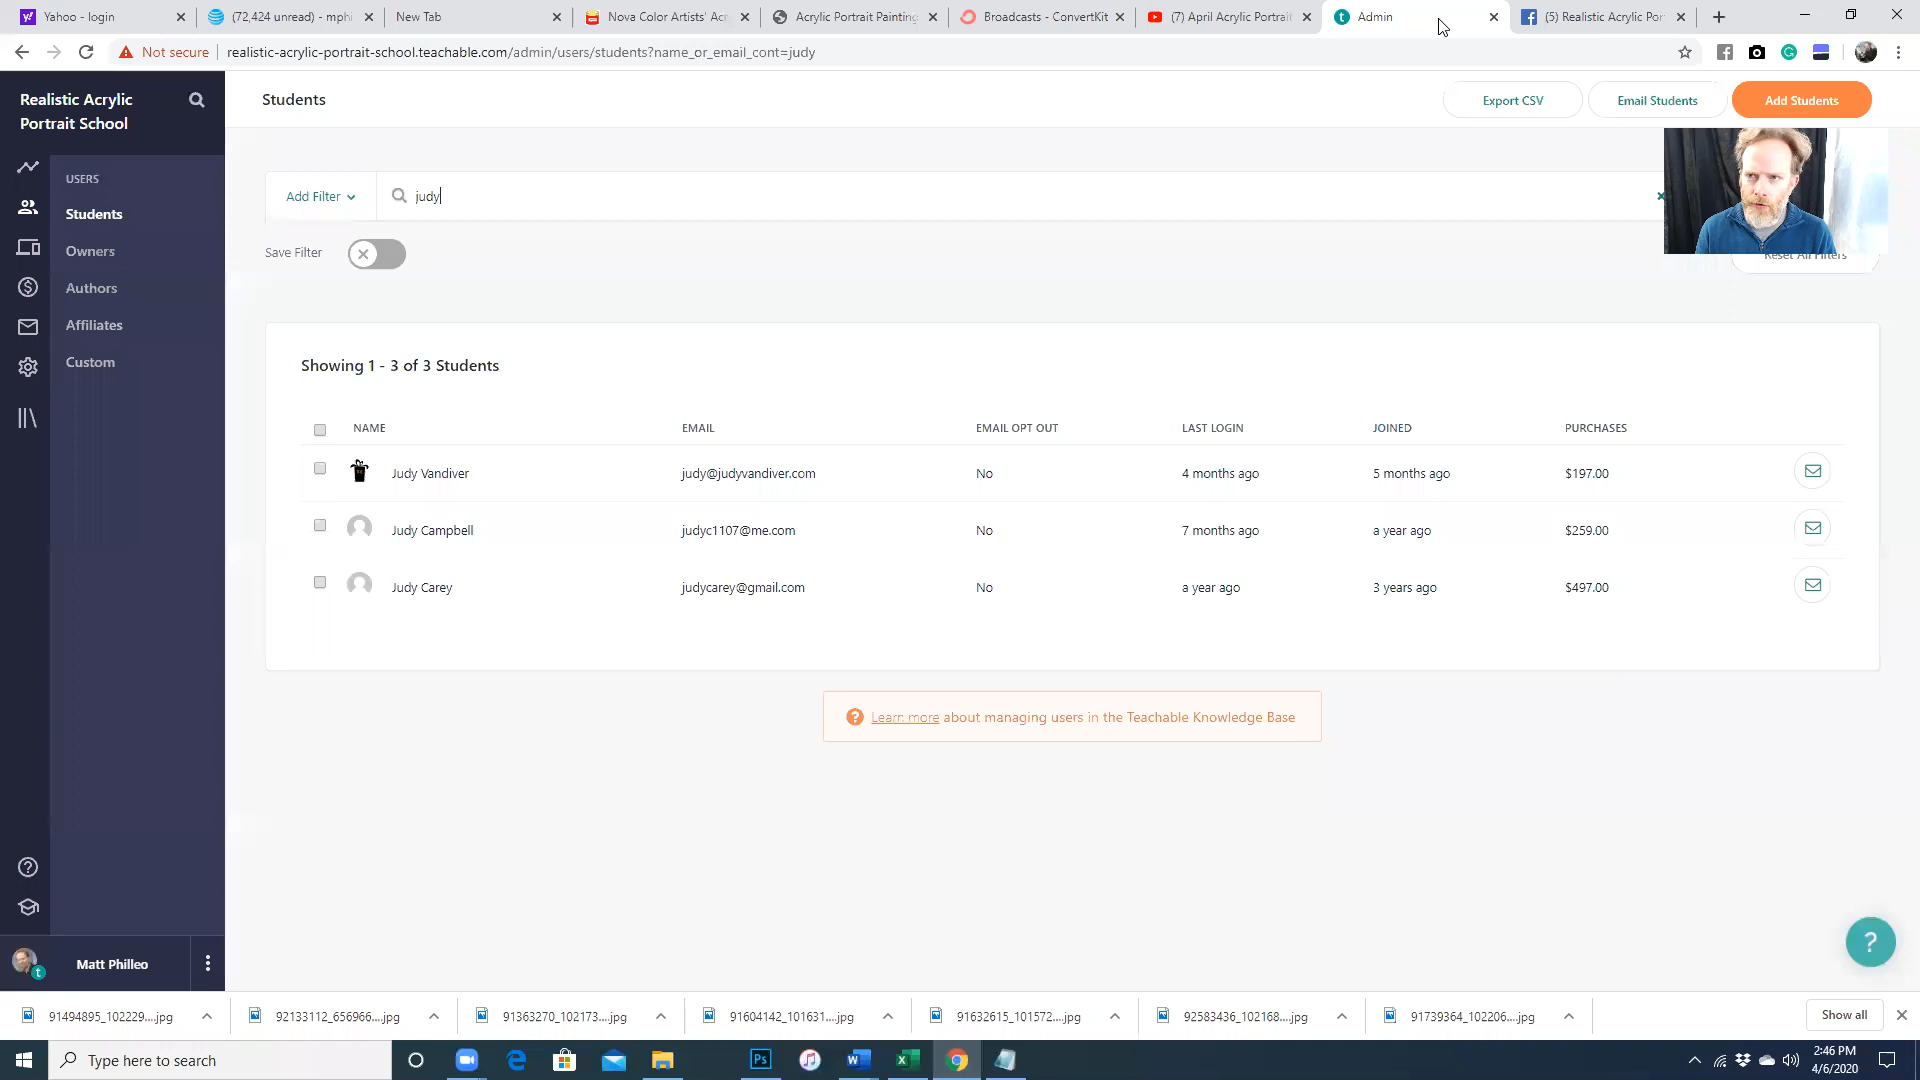 Yahoo - login
(72,424 unread) - mphi
New Tab
Nova Color Artists' Ac
Acrylic Portrait Painting
Broadcasts - ConvertKit
(7) April Acrylic Portrait
Admin
(5) Realistic Acrylic Por
Not secure
realistic-acrylic-portrait-school.teachable.com/admin/users/students?name_or_email_cont=judy
Realistic Acrylic
Portrait School
Students
Export CSV
Email Students
Add Students
USERS
Students
Owners
Authors
Affiliates
Custom
Add Filter
judy
Save Filter
Reset All Filters
Showing 1 - 3 of 3 Students
NAME EMAIL EMAIL OPT OUT LAST LOGIN JOINED PURCHASES
Judy Vandiver judy@judyvandiver.com No 4 months ago 5 months ago $197.00
Judy Campbell judyc1107@me.com No 7 months ago a year ago $259.00
Judy Carey judycarey@gmail.com No a year ago 3 years ago $497.00
? Learn more about managing users in the Teachable Knowledge Base
?
Matt Philleo
91494895_102229....jpg
92133112_656966....jpg
91363270_102173....jpg
91604142_101631....jpg
91632615_101572....jpg
92583436_102168....jpg
91739364_102206....jpg
Show all
Type here to search
2:46 PM
4/6/2020